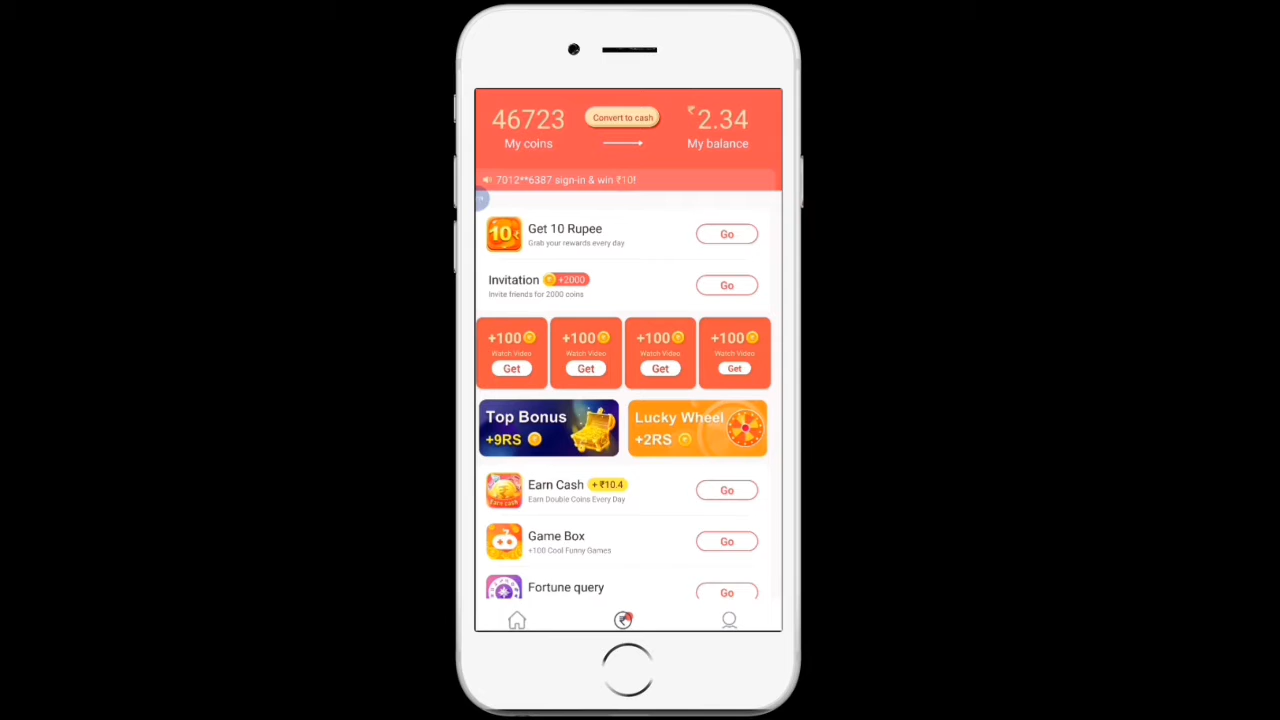 46723
Convert to cash
₹2.34
My coins
My balance
7012**6387 sign-in & win ₹10!
10₹
Get 10 Rupee
Grab your rewards every day
Go
Invitation +2000
Invite friends for 2000 coins
Go
+100 +100 +100 +100
Watch Video Watch Video Watch Video Watch Video
Get Get Get Get
Top Bonus
+9RS
Lucky Wheel
+2RS
Earn Cash + ₹10.4
Earn Double Coins Every Day
Earn cash
Go
Game Box
+100 Cool Funny Games
Go
Fortune query
Go